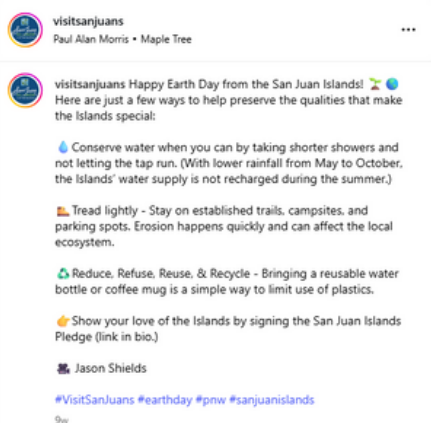 visitsanjuans
Paul Alan Morris • Maple Tree
visitsanjuans Happy Earth Day from the San Juan Islands! 🌱 🌎
Here are just a few ways to help preserve the qualities that make
the Islands special:
💧Conserve water when you can by taking shorter showers and
not letting the tap run. (With lower rainfall from May to October,
the Islands' water supply is not recharged during the summer.)
🥾Tread lightly - Stay on established trails, campsites, and
parking spots. Erosion happens quickly and can affect the local
ecosystem.
♻️Reduce, Refuse, Reuse, & Recycle - Bringing a reusable water
bottle or coffee mug is a simple way to limit use of plastics.
👉Show your love of the Islands by signing the San Juan Islands
Pledge (link in bio.)
🎥 Jason Shields
#VisitSanJuans #earthday #pnw #sanjuanislands
9w